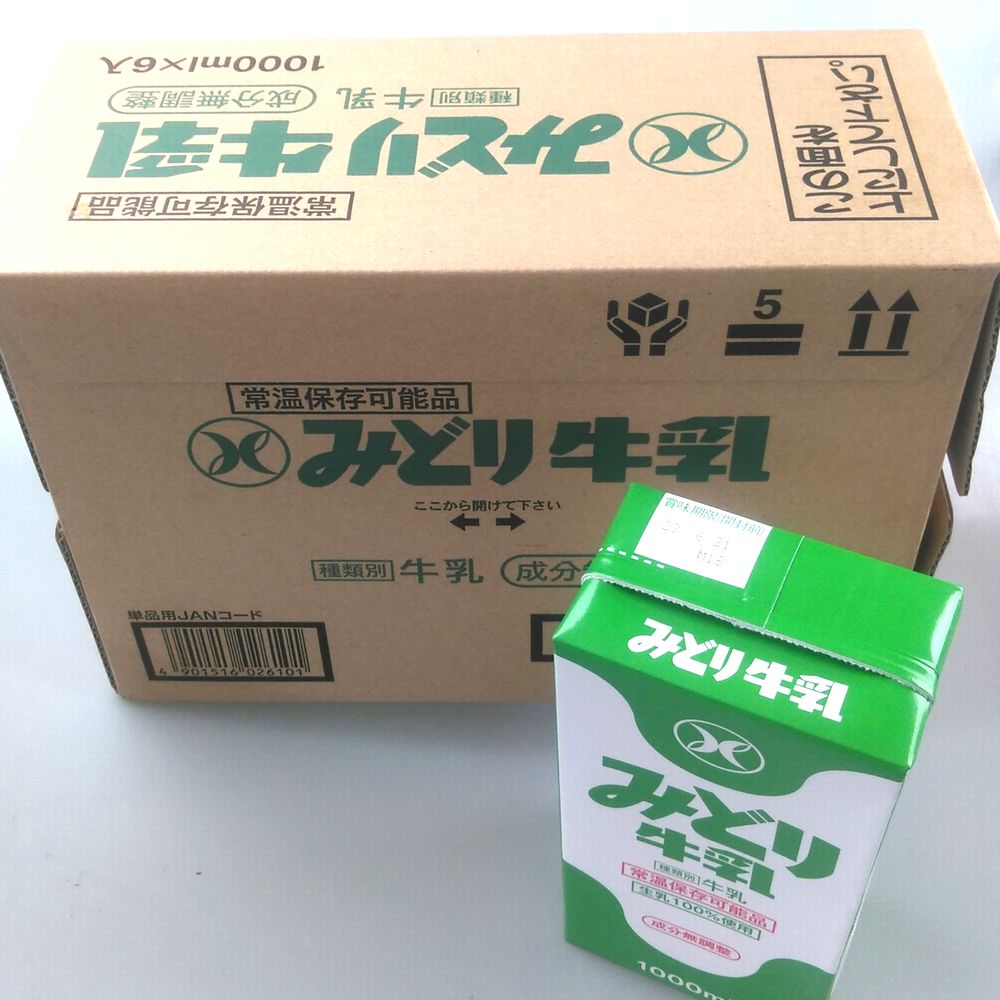 1000ml×6入
成分無調整
種類別 牛乳
みどり牛乳
常温保存可能品
この面を
上にして下さい。
5
常温保存可能品
みどり牛乳
ここから開けて下さい
種類別 牛乳 成分
単品用JANコード
4 901516 026101
賞味期限(開封前)
M13
みどり牛乳
みどり
牛乳
種類別 牛乳
常温保存可能品
生乳100%使用
成分無調整
1000m